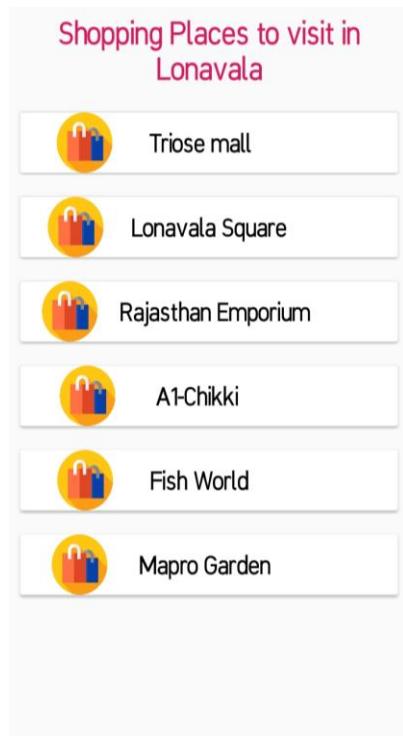 Shopping Places to visit in
Lonavala
Triose mall
Lonavala Square
Rajasthan Emporium
A1-Chikki
Fish World
Mapro Garden